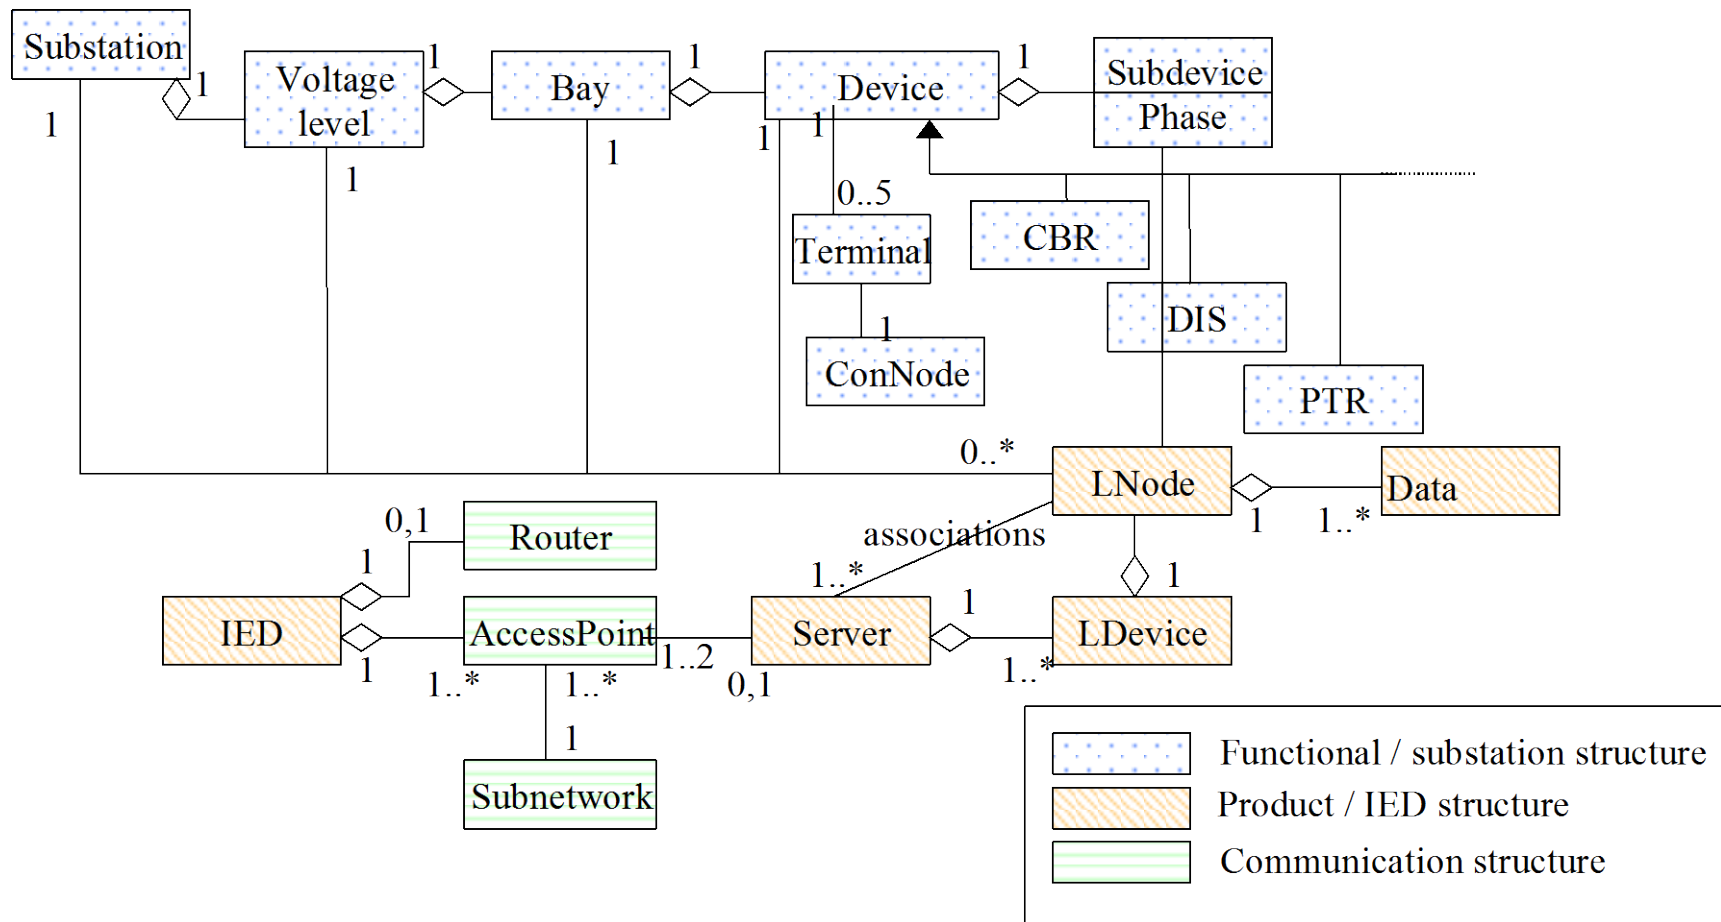 Substation
1
1
Voltage
level
1
1
Bay
1
1
Device
1
1
1
Subdevice
Phase
0..5
Terminal
1
ConNode
CBR
DIS
PTR
0..*
LNode
1
1..*
Data
associations
0,1
Router
1
1..*
IED
1
1..*
AccessPoint
1..*
1..2
0,1
Server
1
1..*
LDevice
1
1
Subnetwork
Functional / substation structure
Product / IED structure
Communication structure